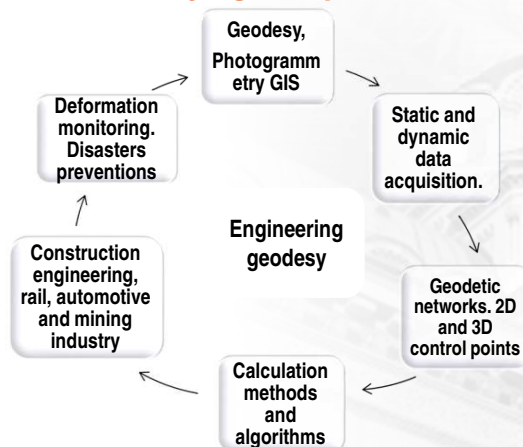 Geodesy,
Photogramm
etry GIS
Static and
dynamic
data
acquisition.
Geodetic
networks. 2D
and 3D
control points
Calculation
methods
and
algorithms
Construction
engineering,
rail, automotive
and mining
industry
Deformation
monitoring.
Disasters
preventions
Engineering
geodesy